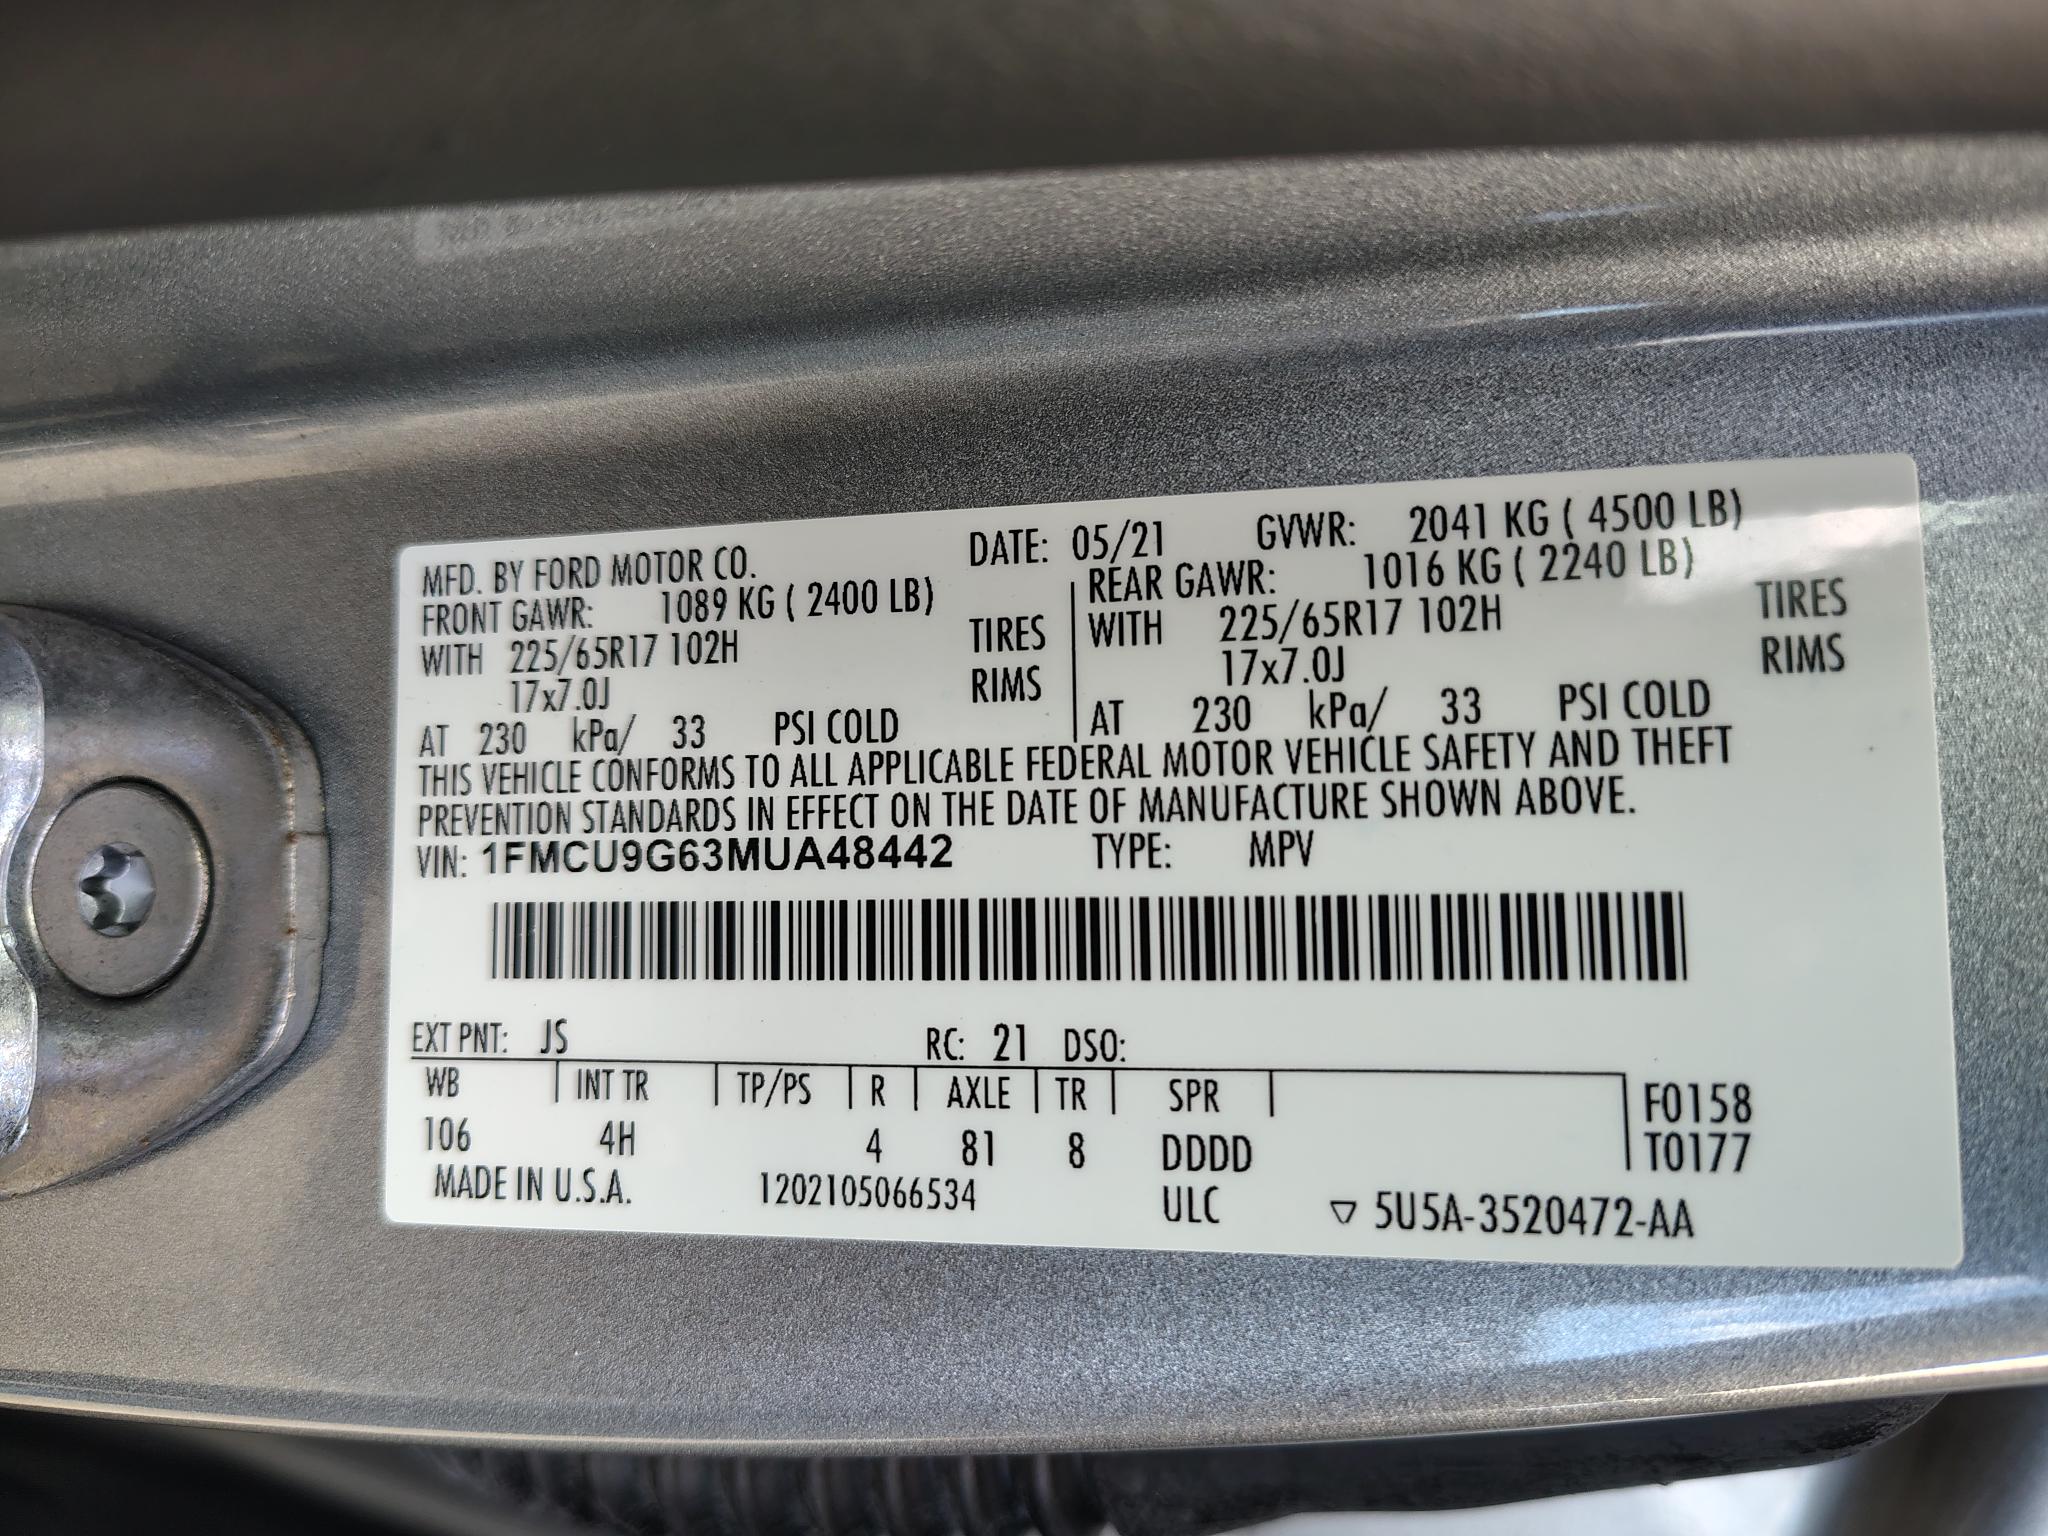 MFD. BY FORD MOTOR CO. DATE: 05/21 GVWR: 2041 KG ( 4500 LB)
FRONT GAWR: 1089 KG ( 2400 LB) REAR GAWR: 1016 KG ( 2240 LB)
WITH 225/65R17 102H TIRES WITH 225/65R17 102H TIRES
17x7.0J RIMS 17x7.0J RIMS
AT 230 kPa/ 33 PSI COLD AT 230 kPa/ 33 PSI COLD
THIS VEHICLE CONFORMS TO ALL APPLICABLE FEDERAL MOTOR VEHICLE SAFETY AND THEFT
PREVENTION STANDARDS IN EFFECT ON THE DATE OF MANUFACTURE SHOWN ABOVE.
VIN: 1FMCU9G63MUA48442 TYPE: MPV
EXT PNT: JS RC: 21 DSO:
WB INT TR TP/PS R AXLE TR SPR F0158
106 4H 4 81 8 DDDD T0177
MADE IN U.S.A. 1202105066534 ULC ▽ 5U5A-3520472-AA